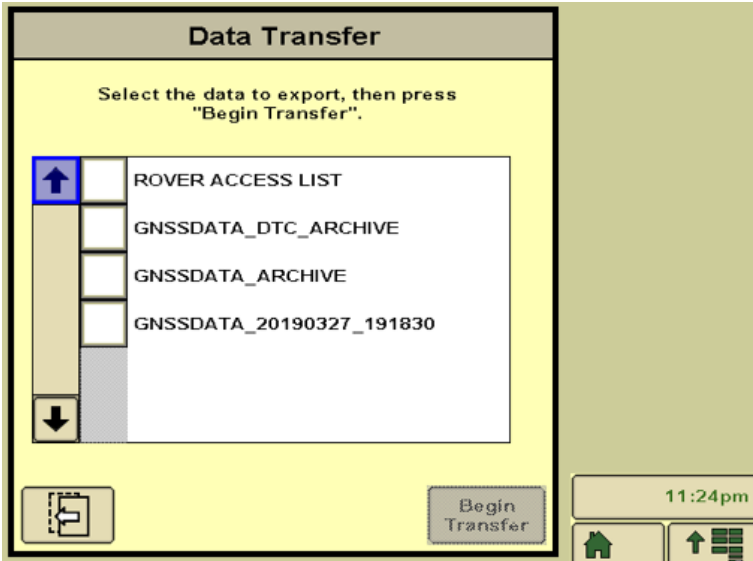 Data Transfer
Select the data to export, then press
"Begin Transfer".
ROVER ACCESS LIST
GNSSDATA_DTC_ARCHIVE
GNSSDATA_ARCHIVE
GNSSDATA_20190327_191830
Begin
Transfer
11:24pm